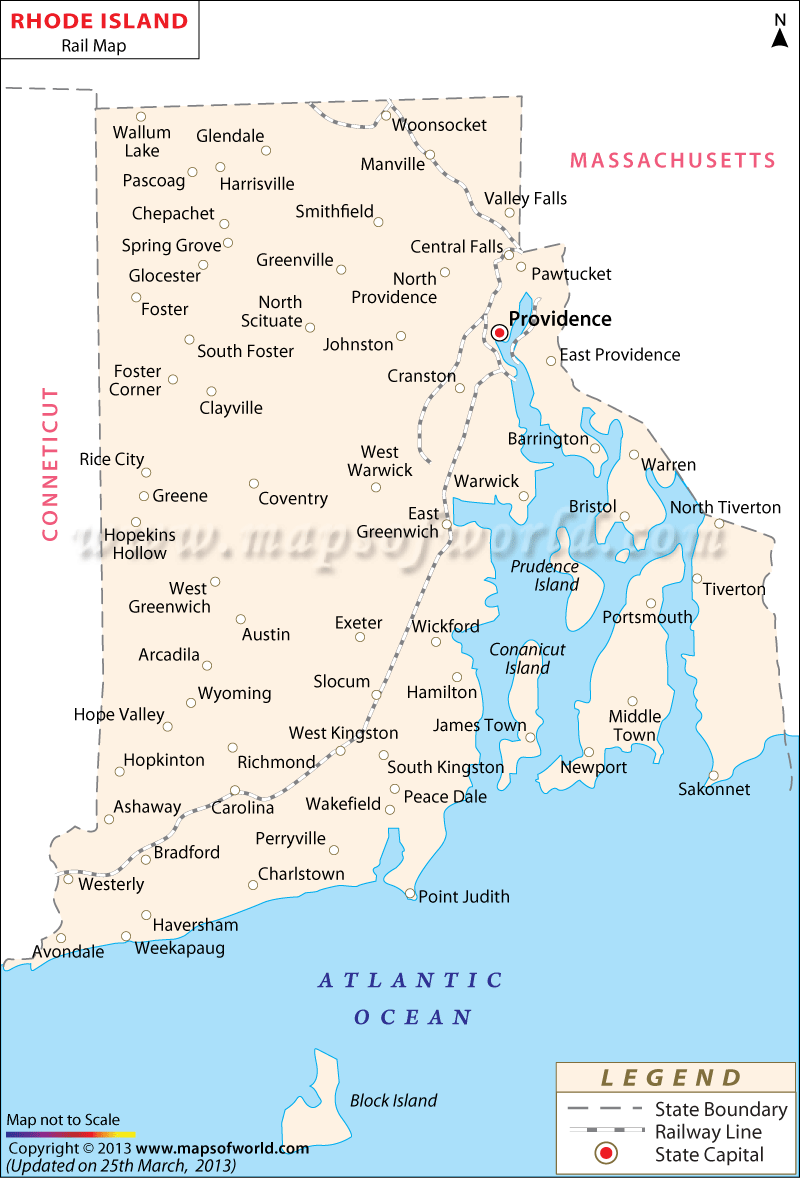 RHODE ISLAND
Rail Map
N
Wallum
Lake
Glendale
Woonsocket
Manville
MASSACHUSETTS
Pascoag
Harrisville
Valley Falls
Chepachet
Smithfield
Spring Grove
Central Falls
Greenville
Glocester
North
Providence
Pawtucket
Foster
North
Scituate
Providence
South Foster
Johnston
East Providence
Foster
Corner
Cranston
Clayville
CONNETICUT
Barrington
West
Warwick
Rice City
Warren
Warwick
Greene
Coventry
Bristol
North Tiverton
East
Greenwich
Hopekins
Hollow
www.mapsofworld.com
Prudence
Island
West
Greenwich
Tiverton
Portsmouth
Austin
Exeter
Wickford
Conanicut
Island
Arcadila
Slocum
Wyoming
Hamilton
Hope Valley
Middle
Town
James Town
West Kingston
Hopkinton
Richmond
South Kingston
Newport
Sakonnet
Peace Dale
Ashaway
Carolina
Wakefield
Perryville
Bradford
Charlstown
Westerly
Point Judith
Haversham
Avondale
Weekapaug
ATLANTIC
OCEAN
Block Island
LEGEND
State Boundary
Railway Line
State Capital
Map not to Scale
Copyright © 2013 www.mapsofworld.com
(Updated on 25th March, 2013)